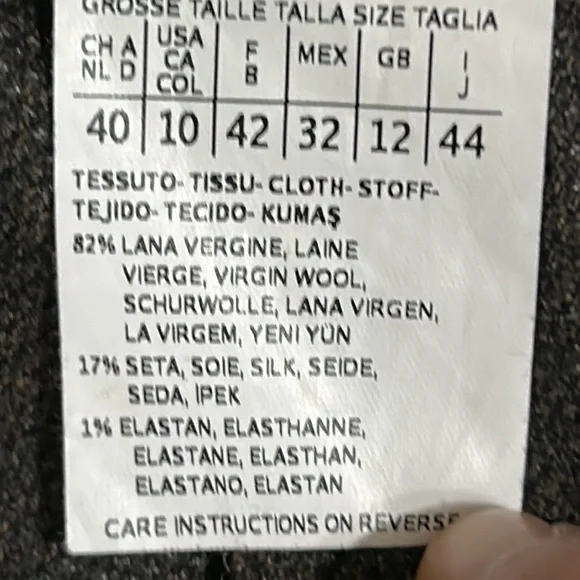 GRÖSSE TAILLE TALLA SIZE TAGLIA
CH A NL D | USA CA COL | F B | MEX | GB | I J
40 | 10 | 42 | 32 | 12 | 44
TESSUTO- TISSU- CLOTH- STOFF-
TEJIDO- TECIDO- KUMAŞ
82% LANA VERGINE, LAINE
VIERGE, VIRGIN WOOL,
SCHURWOLLE, LANA VIRGEN,
LA VIRGEM, YENI YÜN
17% SETA, SOIE, SILK, SEIDE,
SEDA, İPEK
1% ELASTAN, ELASTHANNE,
ELASTANE, ELASTHAN,
ELASTANO, ELASTAN
CARE INSTRUCTIONS ON REVERSE